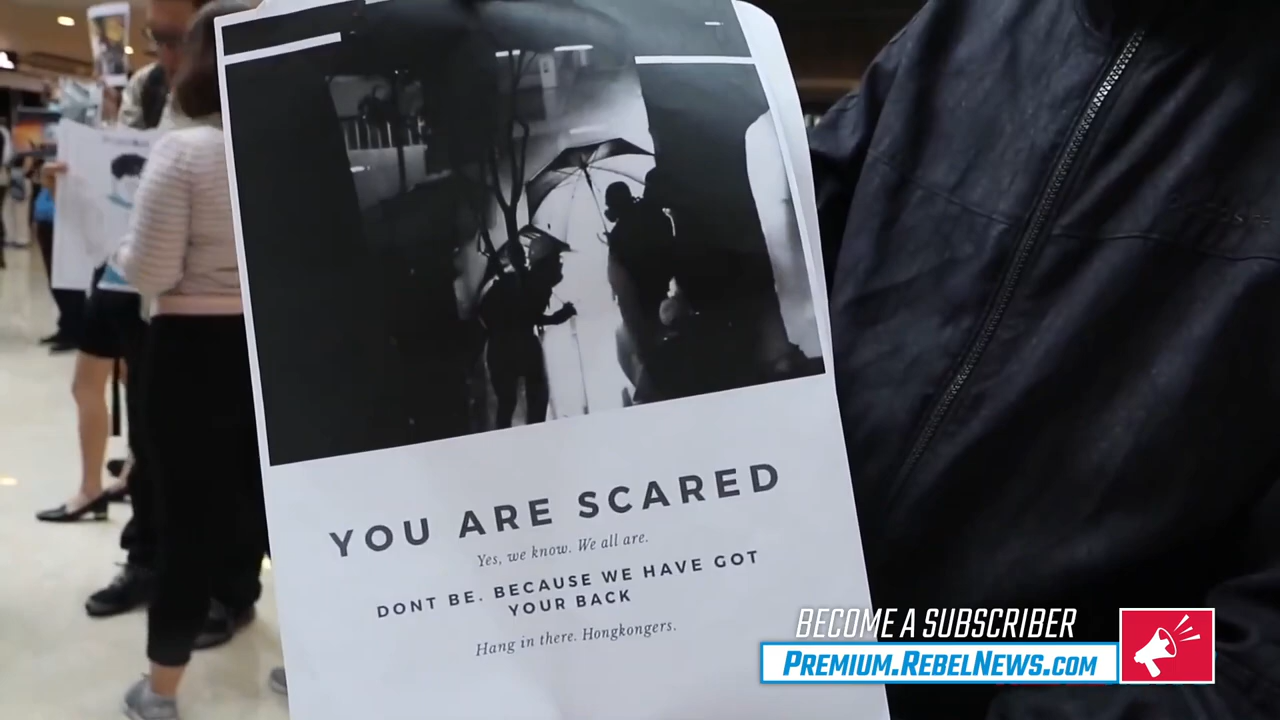 YOU ARE SCARED
Yes, we know. We all are.
DONT BE. BECAUSE WE HAVE GOT
YOUR BACK
Hang in there. Hongkongers.
BECOME A SUBSCRIBER
PREMIUM.REBELNEWS.COM